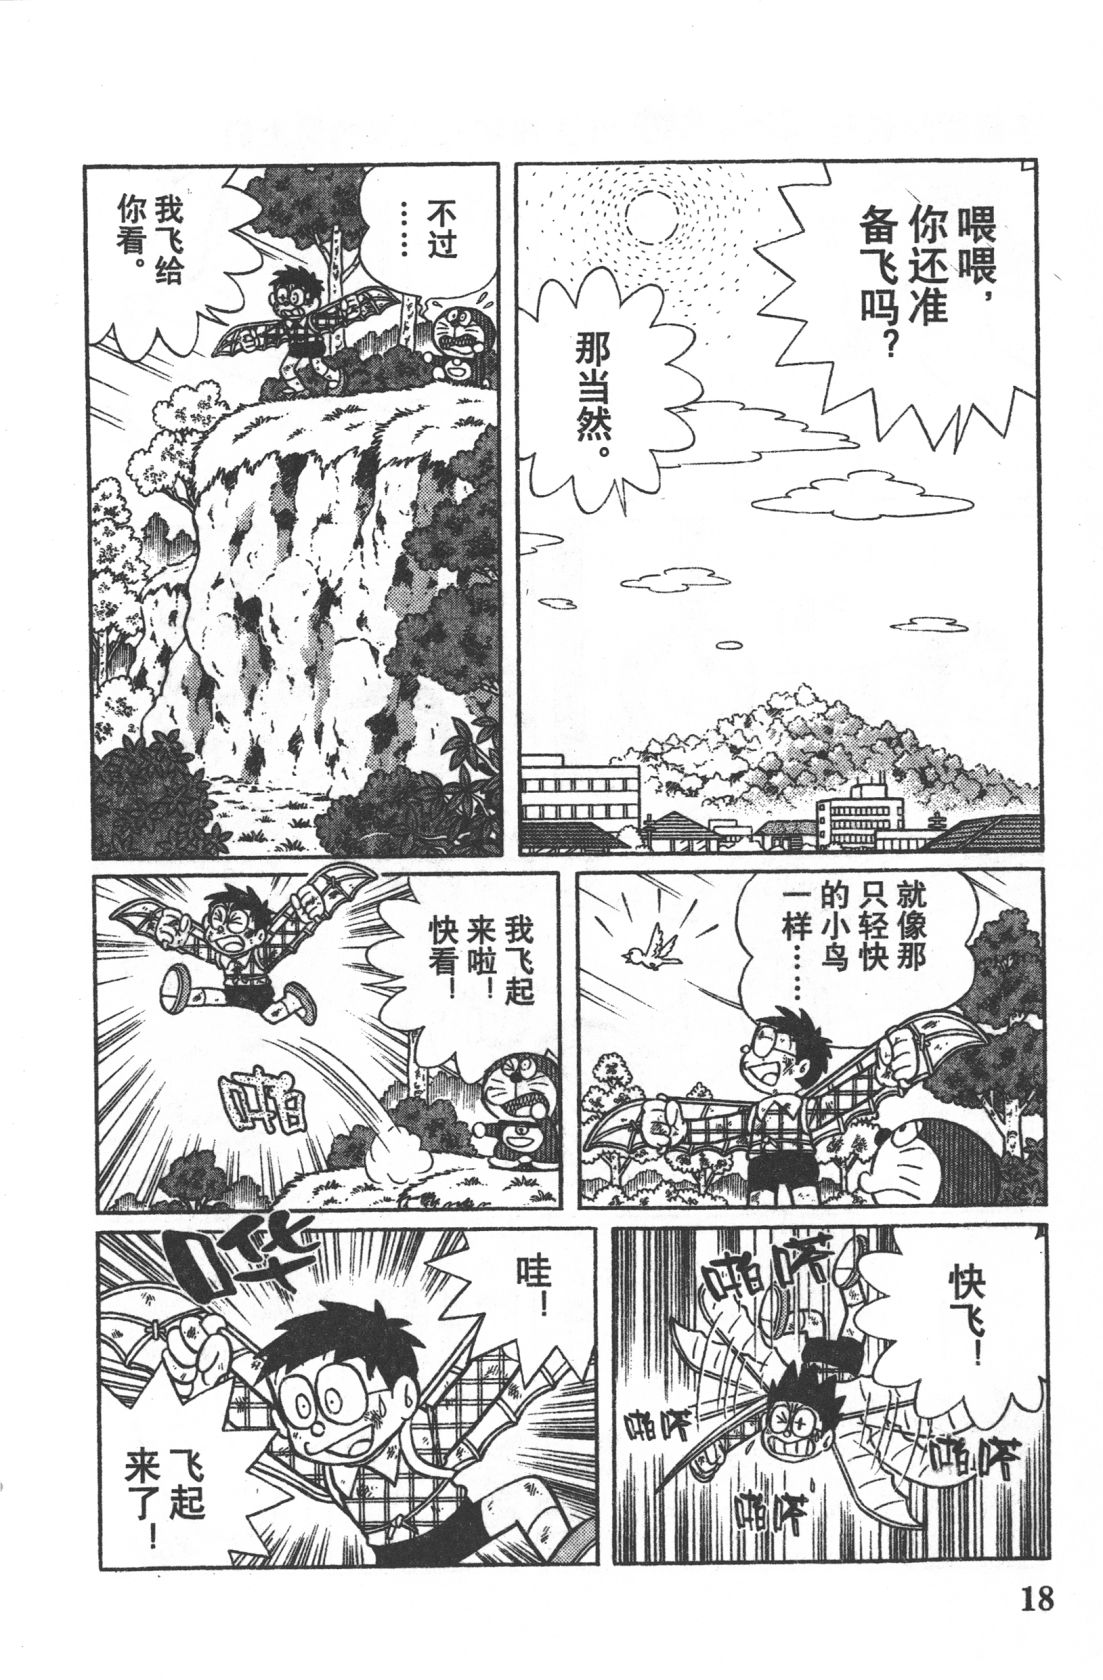 喂喂，
你还准
备飞吗？
那当然。
不过
……
我飞给
你看。
就像那
只轻快
的小鸟
一样……
我飞起
来啦！
快看！
啪
快飞！
啪嗒
啪嗒
啪嗒
啪嗒
哇！
哗
飞起
来了！
18